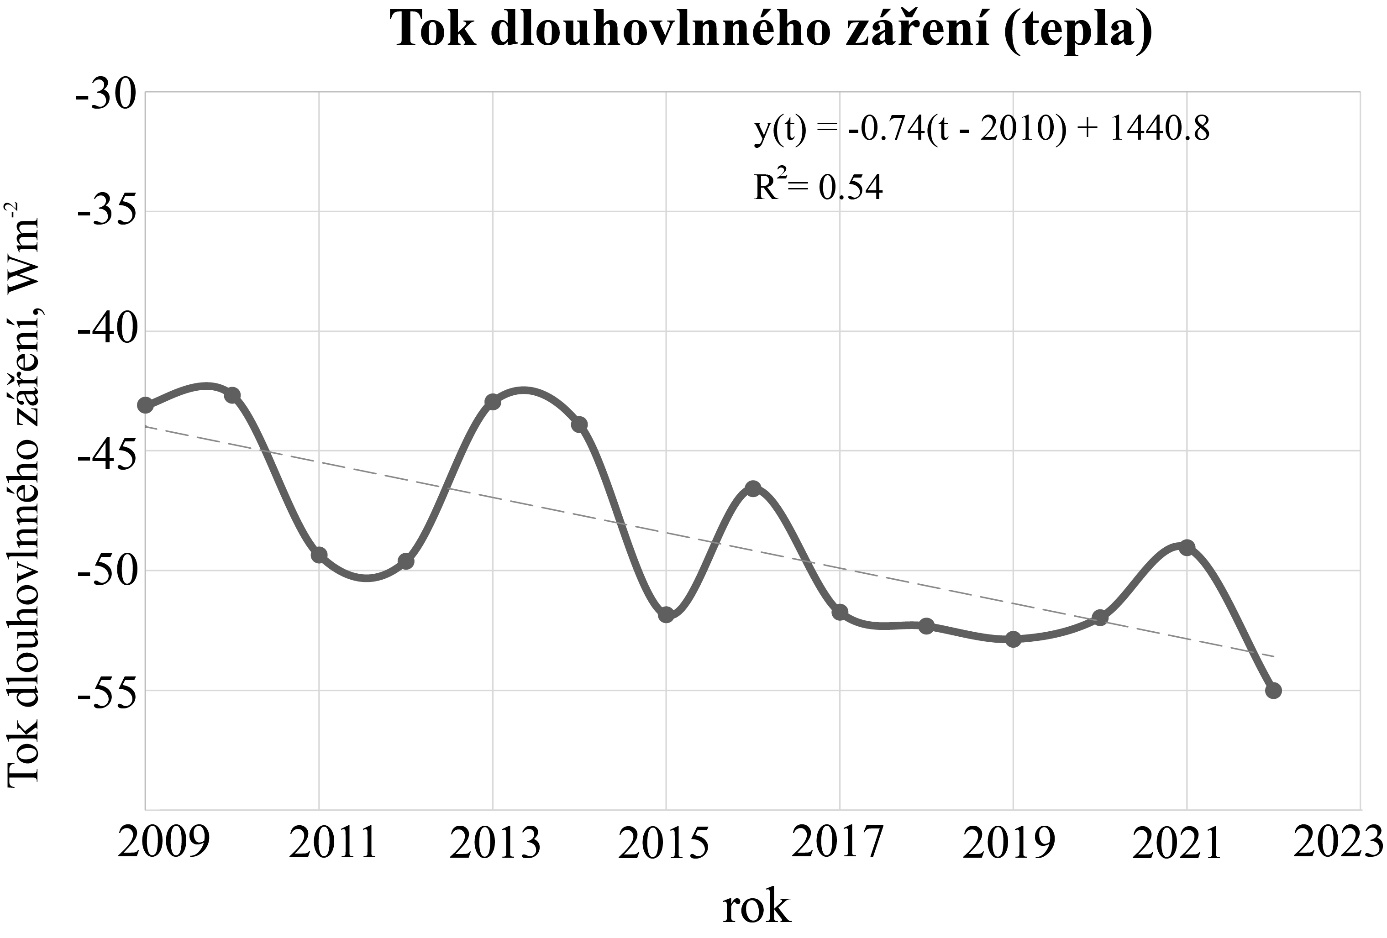 Tok dlouhovlnného záření (tepla)
y(t) = -0.74(t - 2010) + 1440.8
R²= 0.54
Tok dlouhovlnného záření, Wm⁻²
-30
-35
-40
-45
-50
-55
2009 2011 2013 2015 2017 2019 2021 2023
rok